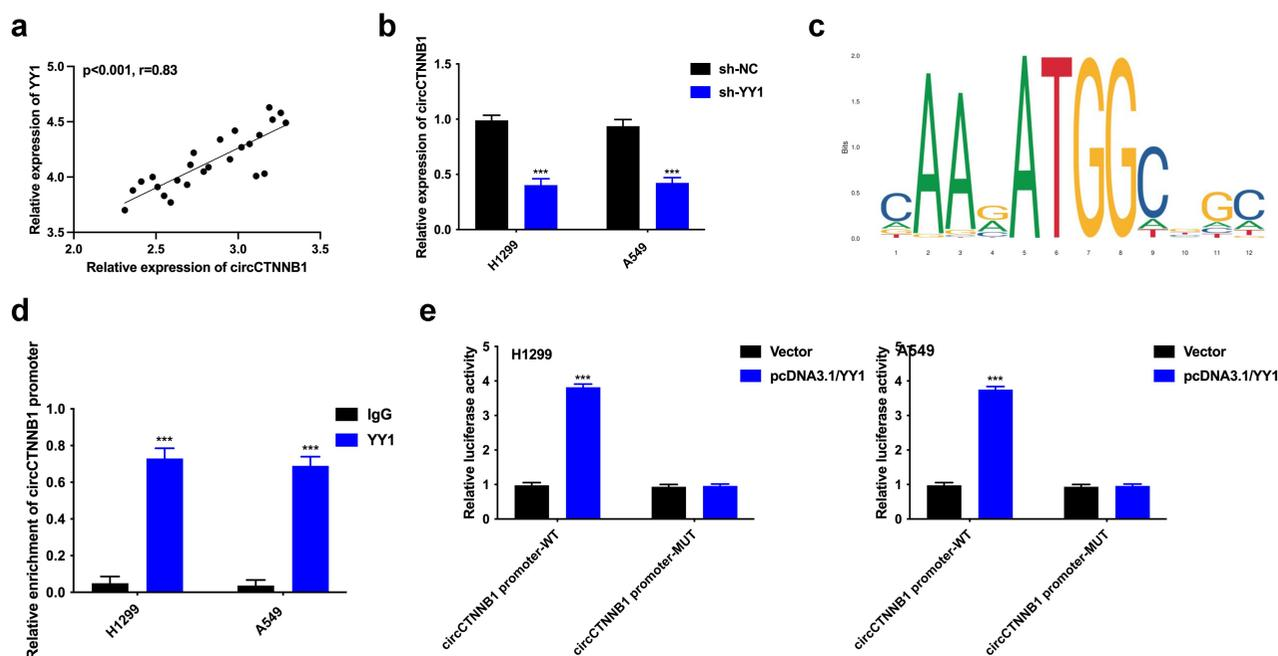 a
p<0.001, r=0.83
Relative expression of YY1
5.0
4.5
4.0
3.5
2.0 2.5 3.0 3.5
Relative expression of circCTNNB1
b
Relative expression of circCTNNB1
1.5
1.0
0.5
0.0
*** ***
H1299 A549
sh-NC
sh-YY1
c
Bits
2.0
1.5
1.0
0.5
0.0
CAAGATGGC GC
1 2 3 4 5 6 7 8 9 10 11 12
d
Relative enrichment of circCTNNB1 promoter
1.0
0.8
0.6
0.4
0.2
0.0
*** ***
H1299 A549
IgG
YY1
e
Relative luciferase activity
5
4
3
2
1
0
H1299
***
circCTNNB1 promoter-WT
circCTNNB1 promoter-MUT
Vector
pcDNA3.1/YY1
Relative luciferase activity
5
4
3
2
1
0
A549
***
circCTNNB1 promoter-WT
circCTNNB1 promoter-MUT
Vector
pcDNA3.1/YY1